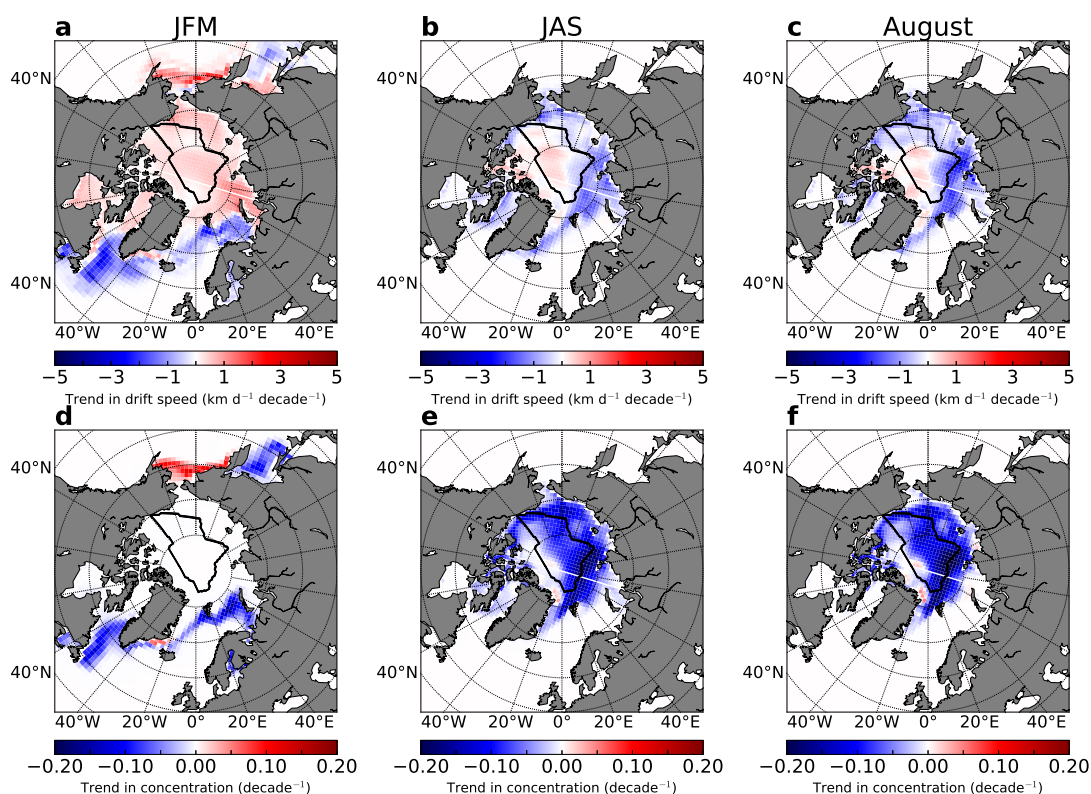 a JFM
b JAS
c August
40°N 40°N 40°N
40°N 40°N 40°N
40°W 20°W 0° 20°E 40°E
40°W 20°W 0° 20°E 40°E
40°W 20°W 0° 20°E 40°E
−5 −3 −1 1 3 5
−5 −3 −1 1 3 5
−5 −3 −1 1 3 5
Trend in drift speed (km d⁻¹ decade⁻¹)
Trend in drift speed (km d⁻¹ decade⁻¹)
Trend in drift speed (km d⁻¹ decade⁻¹)
d
e
f
40°N 40°N 40°N
40°N 40°N 40°N
40°W 20°W 0° 20°E 40°E
40°W 20°W 0° 20°E 40°E
40°W 20°W 0° 20°E 40°E
−0.20 −0.10 0.00 0.10 0.20
−0.20 −0.10 0.00 0.10 0.20
−0.20 −0.10 0.00 0.10 0.20
Trend in concentration (decade⁻¹)
Trend in concentration (decade⁻¹)
Trend in concentration (decade⁻¹)